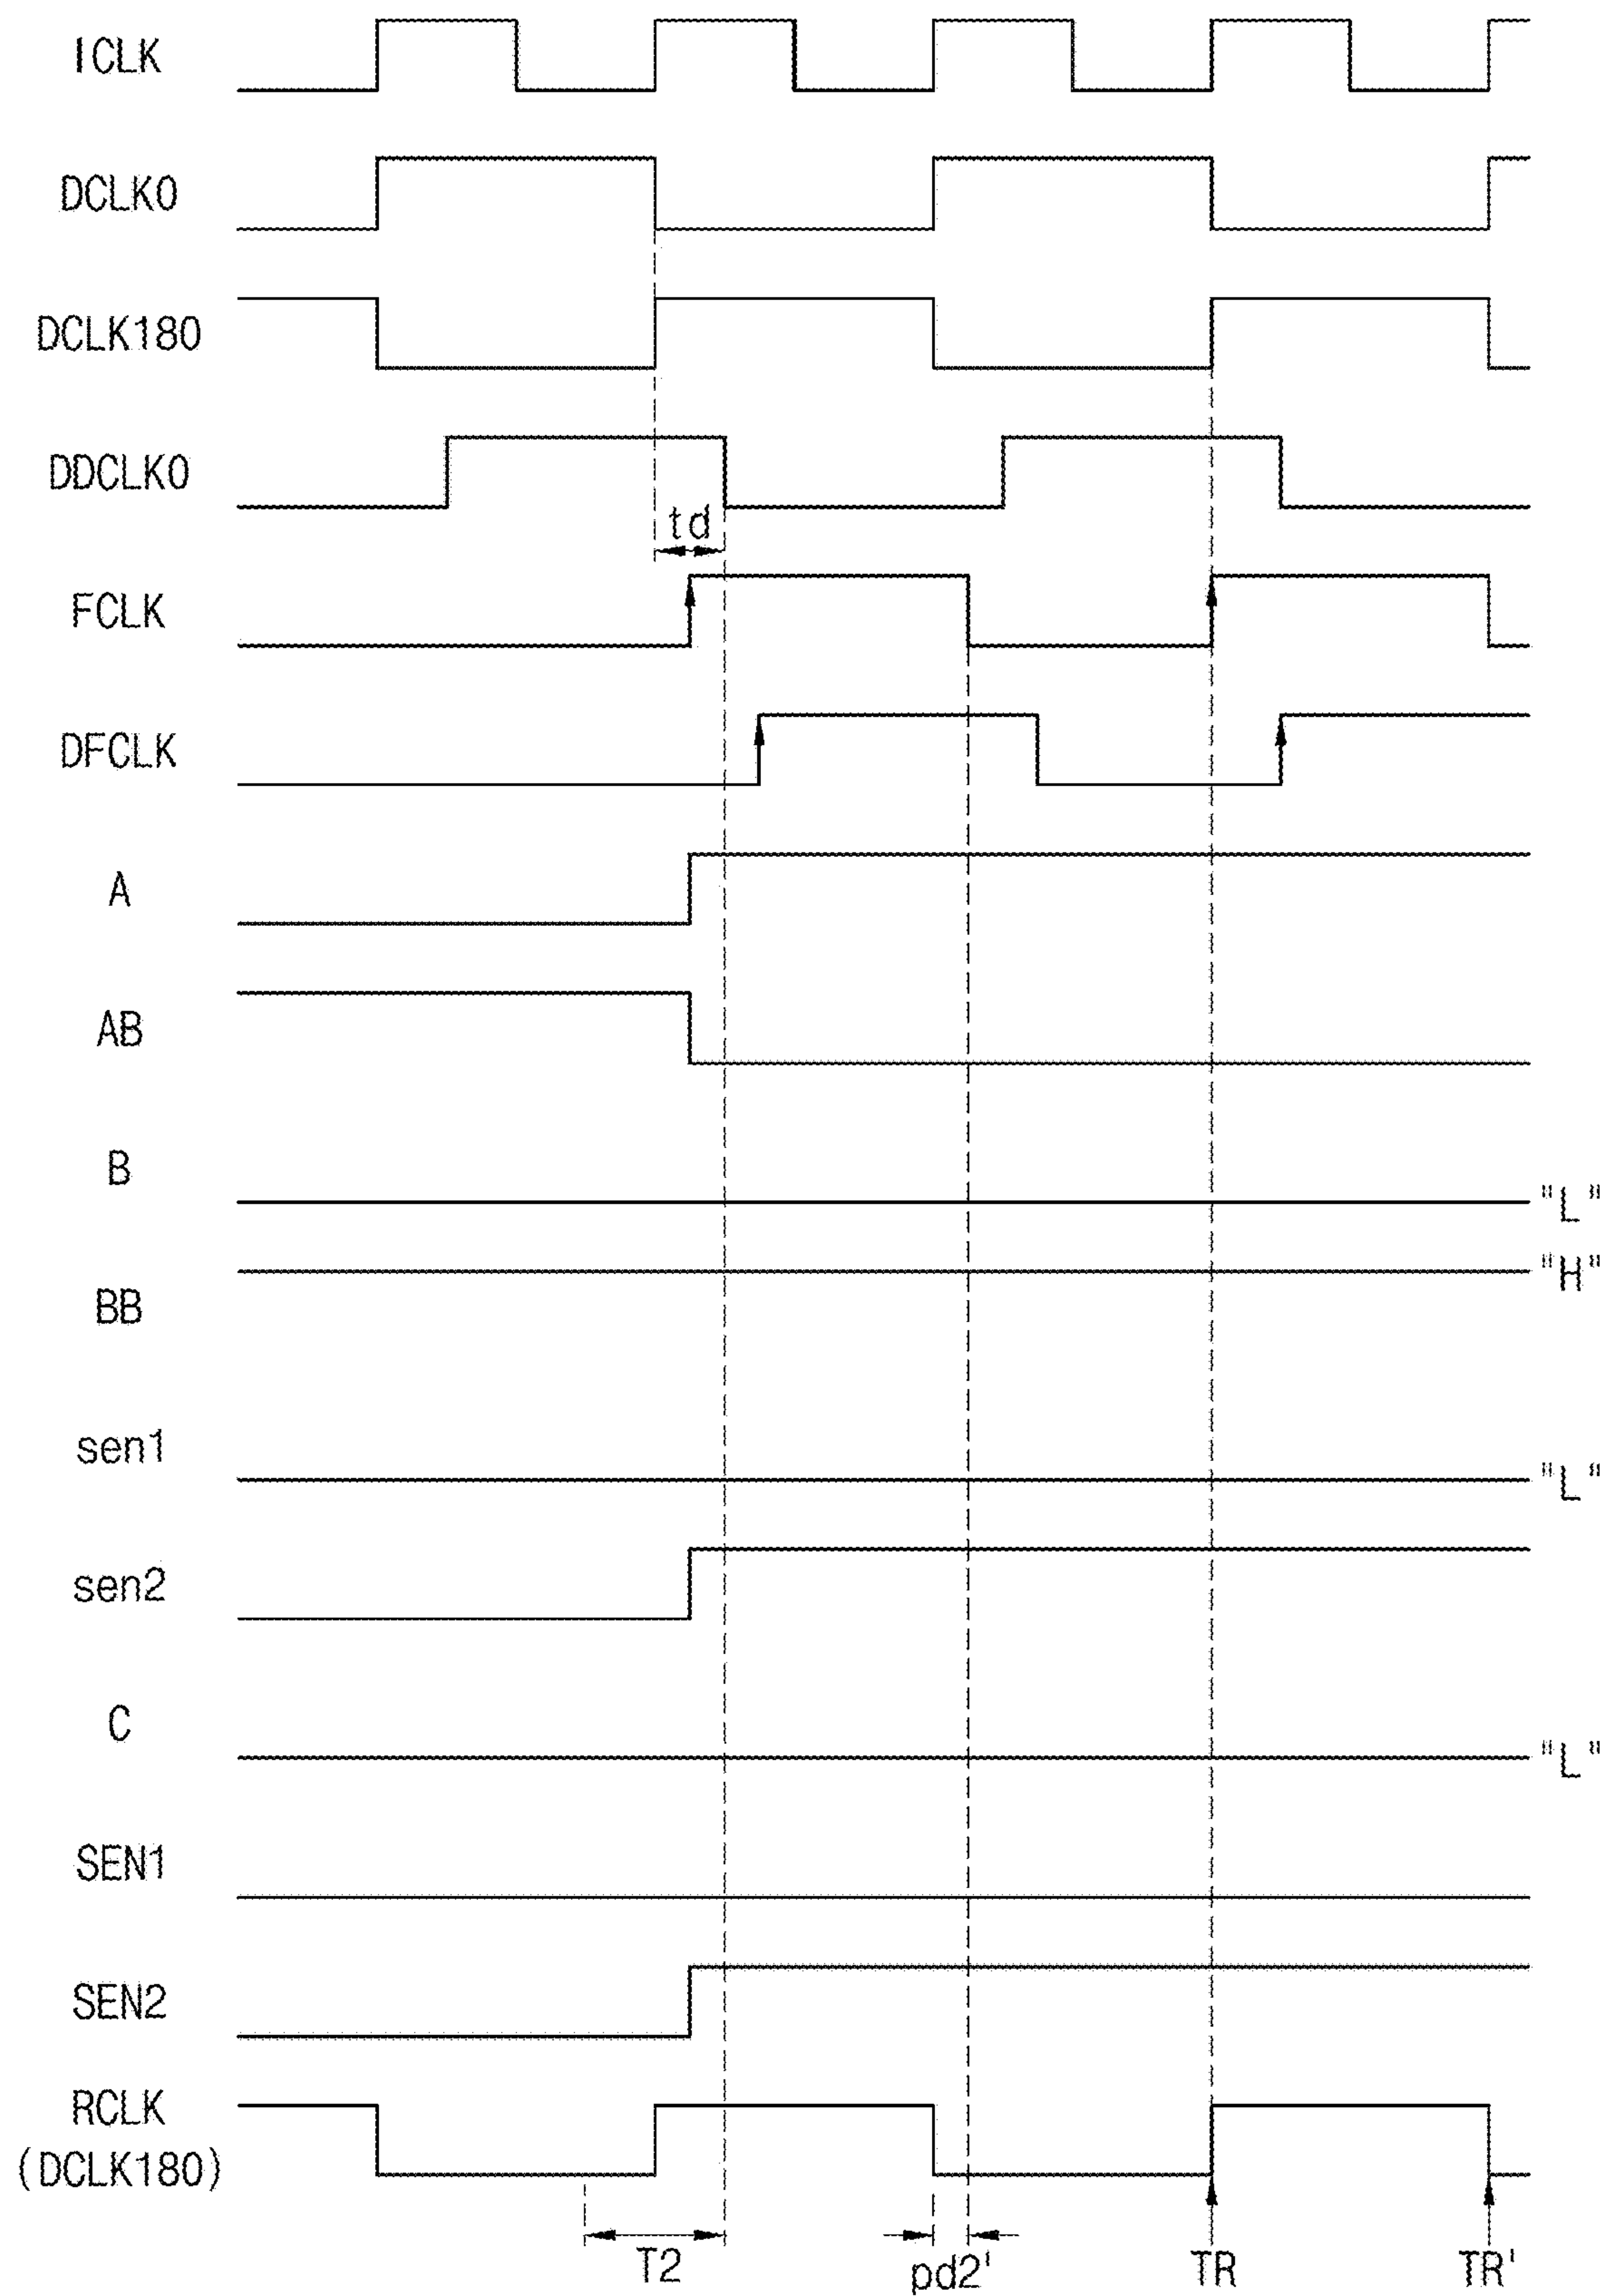 ICLK
DCLK0
DCLK180
DDCLK0
td
FCLK
DFCLK
A
AB
B
"L"
"H"
BB
sen1
"L"
sen2
C
"L"
SEN1
SEN2
RCLK
(DCLK180)
T2 pd2' TR TR'